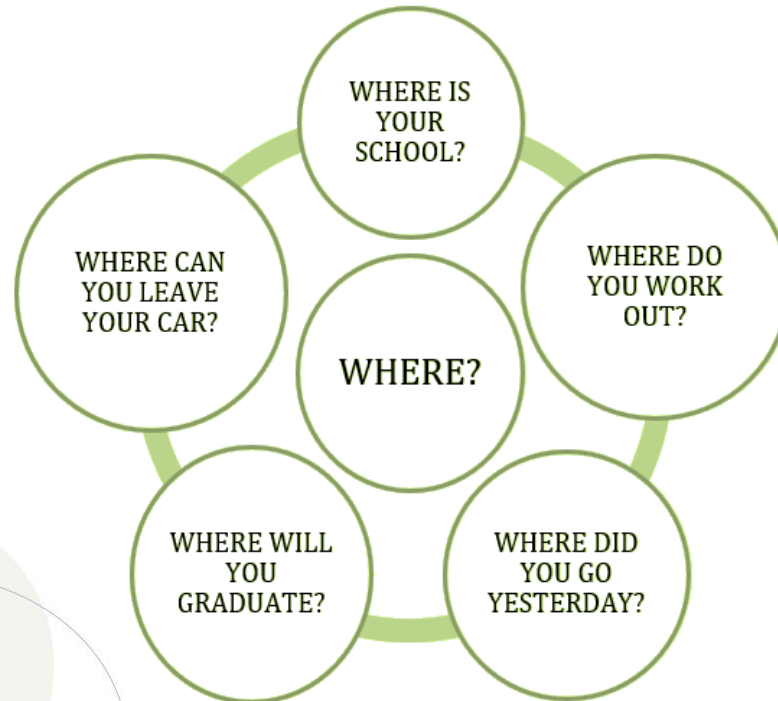 WHERE IS
YOUR
SCHOOL?
WHERE DO
YOU WORK
OUT?
WHERE DID
YOU GO
YESTERDAY?
WHERE WILL
YOU
GRADUATE?
WHERE CAN
YOU LEAVE
YOUR CAR?
WHERE?